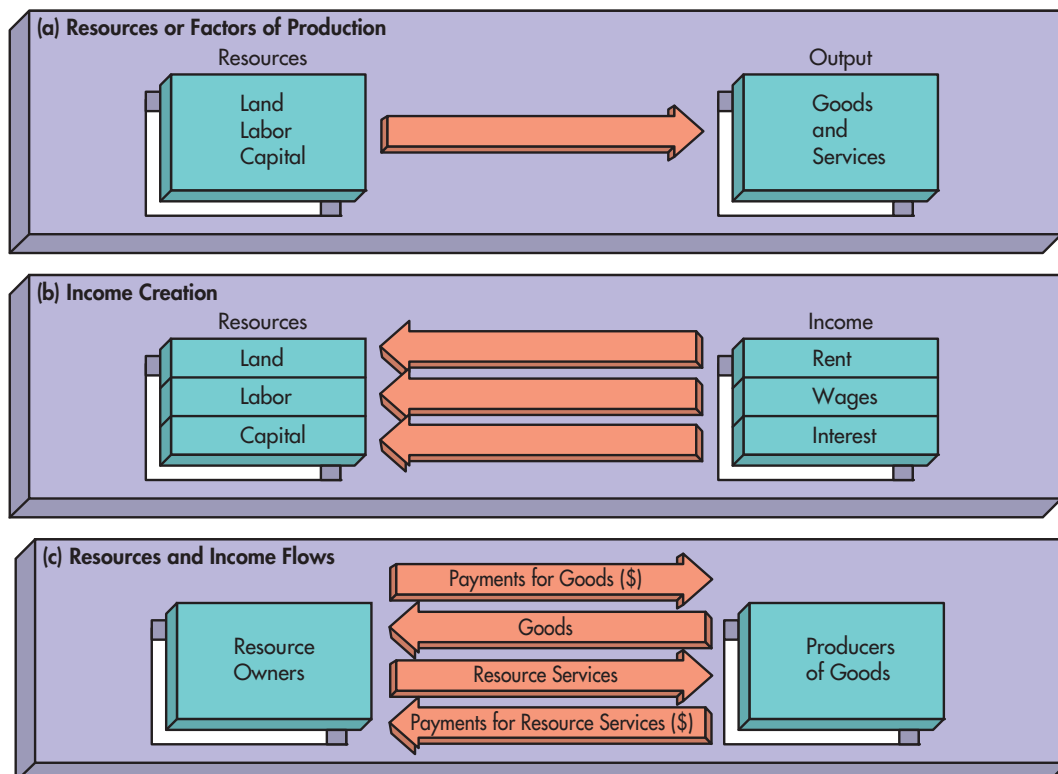 (a) Resources or Factors of Production
Resources
Output
Land
Labor
Capital
Goods
and
Services
(b) Income Creation
Resources
Income
Land
Rent
Labor
Wages
Capital
Interest
(c) Resources and Income Flows
Payments for Goods ($)
Goods
Resource
Owners
Producers
of Goods
Resource Services
Payments for Resource Services ($)